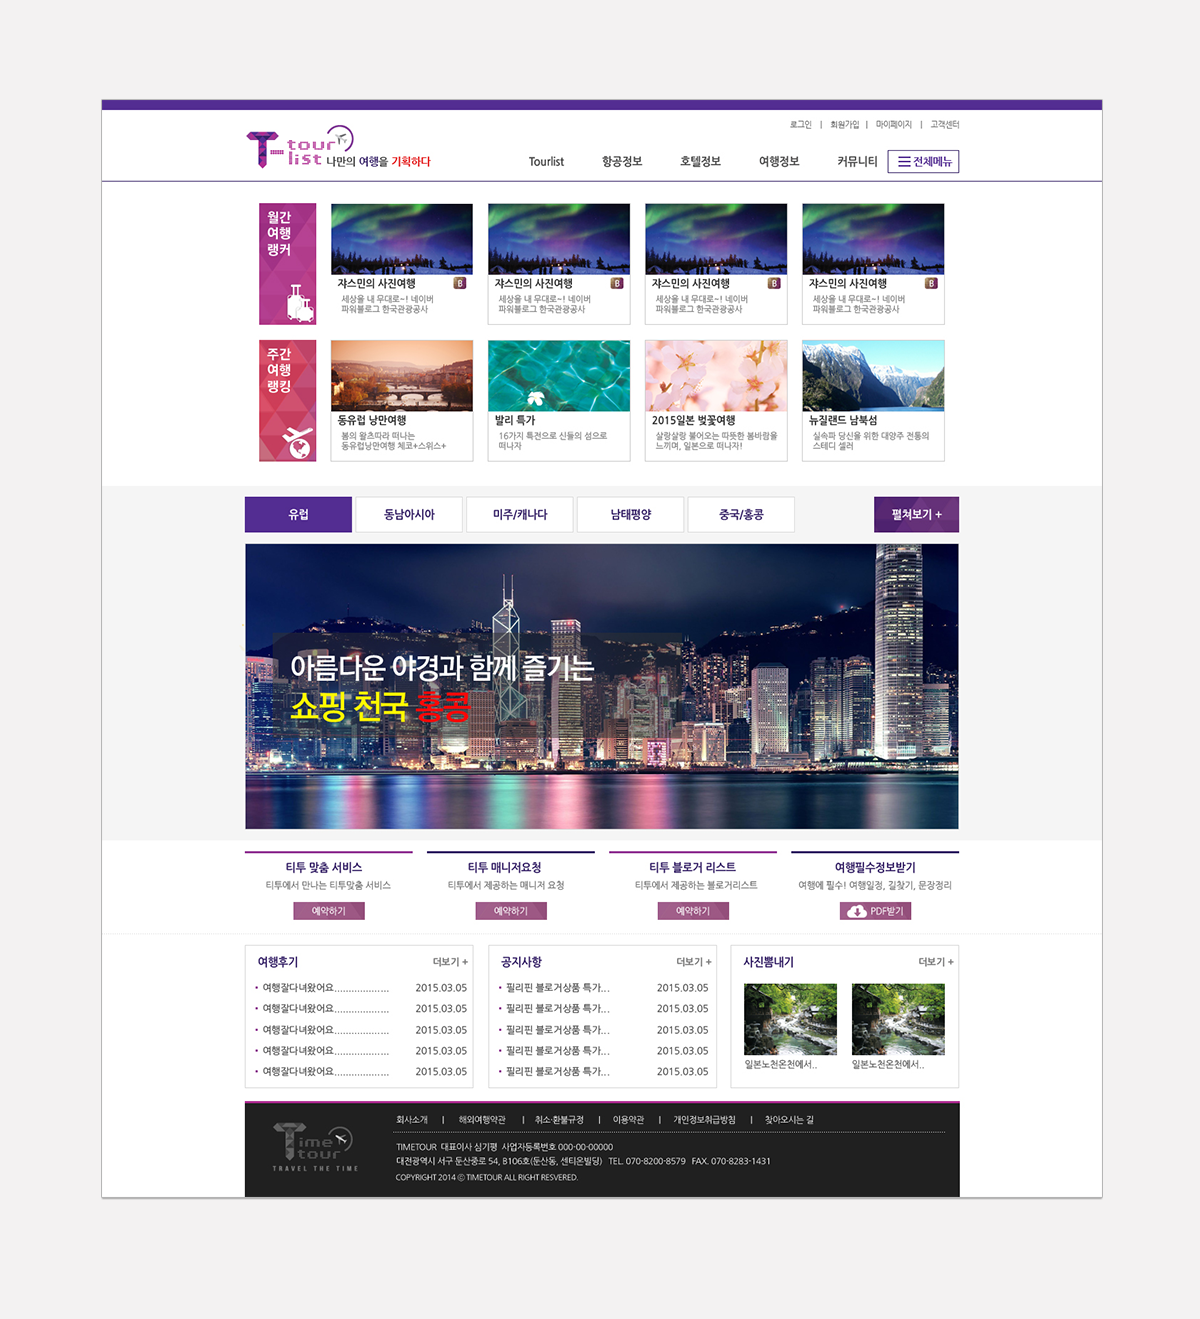 로그인 | 회원가입 | 마이페이지 | 고객센터
T-tour list 나만의 여행을 기획하다
Tourlist 항공정보 호텔정보 여행정보 커뮤니티 전체메뉴
월간
여행
랭커
쟈스민의 사진여행 B
세상을 내 무대로~! 네이버
파워블로그 한국관광공사
쟈스민의 사진여행 B
세상을 내 무대로~! 네이버
파워블로그 한국관광공사
쟈스민의 사진여행 B
세상을 내 무대로~! 네이버
파워블로그 한국관광공사
쟈스민의 사진여행 B
세상을 내 무대로~! 네이버
파워블로그 한국관광공사
주간
여행
랭킹
동유럽 낭만여행
봄의 왈츠따라 떠나는
동유럽낭만여행 체코+스위스+
발리 특가
16가지 특전으로 신들의 섬으로
떠나자
2015일본 벚꽃여행
살랑살랑 불어오는 따뜻한 봄바람을
느끼며, 일본으로 떠나자!
뉴질랜드 남북섬
실속파 당신을 위한 대양주 전통의
스테디 셀러
유럽 동남아시아 미주/캐나다 남태평양 중국/홍콩 펼쳐보기 +
아름다운 야경과 함께 즐기는
쇼핑 천국 홍콩
티투 맞춤 서비스
티투에서 만나는 티투맞춤 서비스
예약하기
티투 매니저요청
티투에서 제공하는 매니저 요청
예약하기
티투 블로거 리스트
티투에서 제공하는 블로거리스트
예약하기
여행필수정보받기
여행에 필수! 여행일정, 길찾기, 문장정리
PDF받기
여행후기 더보기 +
• 여행잘다녀왔어요................... 2015.03.05
• 여행잘다녀왔어요................... 2015.03.05
• 여행잘다녀왔어요................... 2015.03.05
• 여행잘다녀왔어요................... 2015.03.05
• 여행잘다녀왔어요................... 2015.03.05
공지사항 더보기 +
• 필리핀 블로거상품 특가... 2015.03.05
• 필리핀 블로거상품 특가... 2015.03.05
• 필리핀 블로거상품 특가... 2015.03.05
• 필리핀 블로거상품 특가... 2015.03.05
• 필리핀 블로거상품 특가... 2015.03.05
사진뽐내기 더보기 +
일본노천온천에서..
일본노천온천에서..
Time tour
TRAVEL THE TIME
회사소개 | 해외여행약관 | 취소·환불규정 | 이용약관 | 개인정보취급방침 | 찾아오시는 길
TIMETOUR 대표이사 심기평 사업자등록번호 000-00-00000
대전광역시 서구 둔산중로 54, B106호(둔산동, 센티온빌딩) TEL. 070-8200-8579 FAX. 070-8283-1431
COPYRIGHT 2014 ⓒ TIMETOUR ALL RIGHT RESVERED.